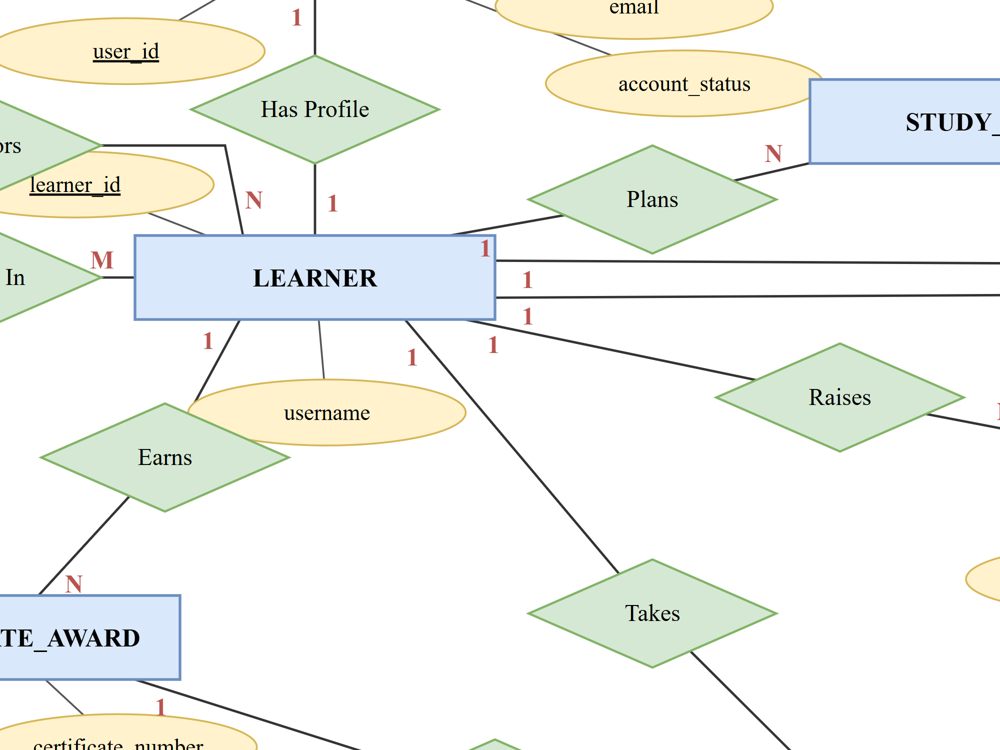 email
1
user_id
account_status
Has Profile
STUDY_
ors
N
learner_id
N
1
Plans
M
In
LEARNER
1
1
1
1
1
1
username
Raises
Earns
N
Takes
TE_AWARD
1
certificate_number